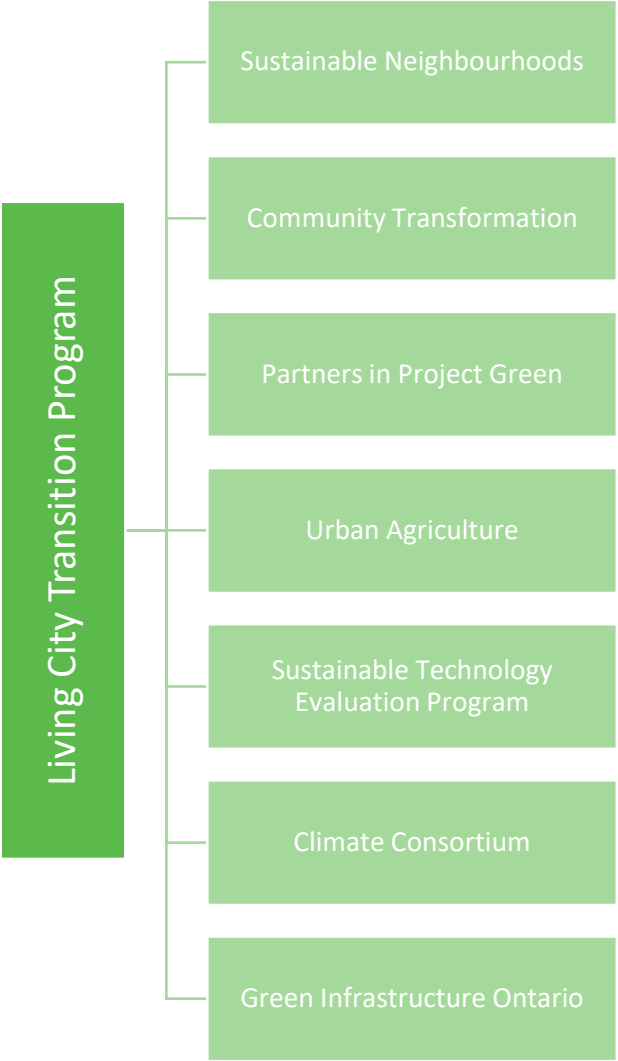 Living City Transition Program
Sustainable Neighbourhoods
Community Transformation
Partners in Project Green
Urban Agriculture
Sustainable Technology
Evaluation Program
Climate Consortium
Green Infrastructure Ontario